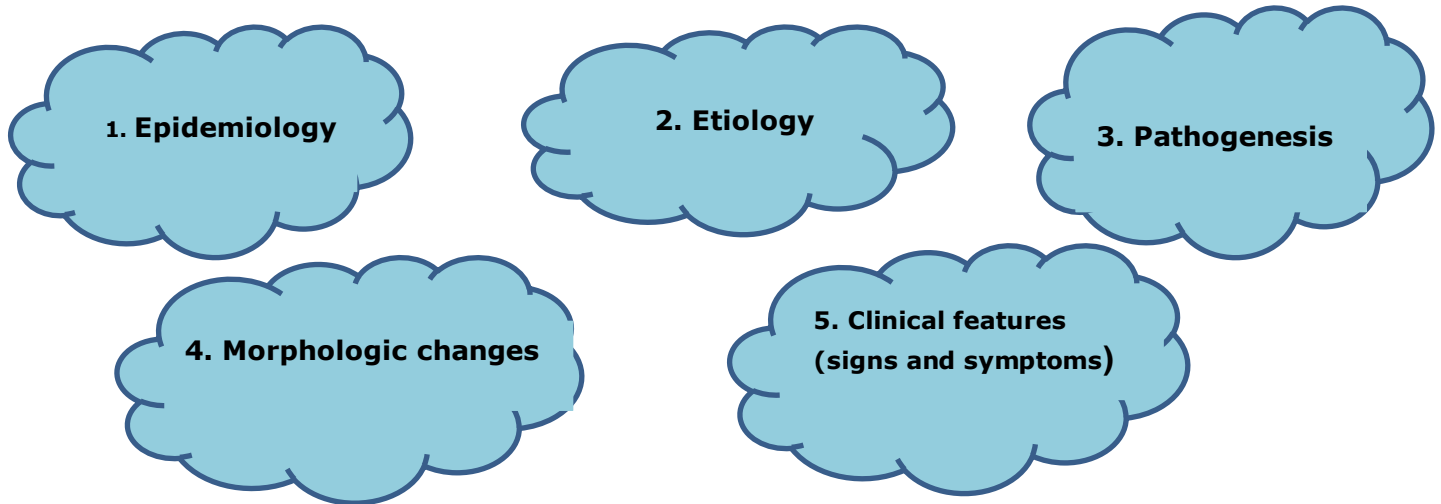 1. Epidemiology
2. Etiology
3. Pathogenesis
4. Morphologic changes
5. Clinical features
(signs and symptoms)